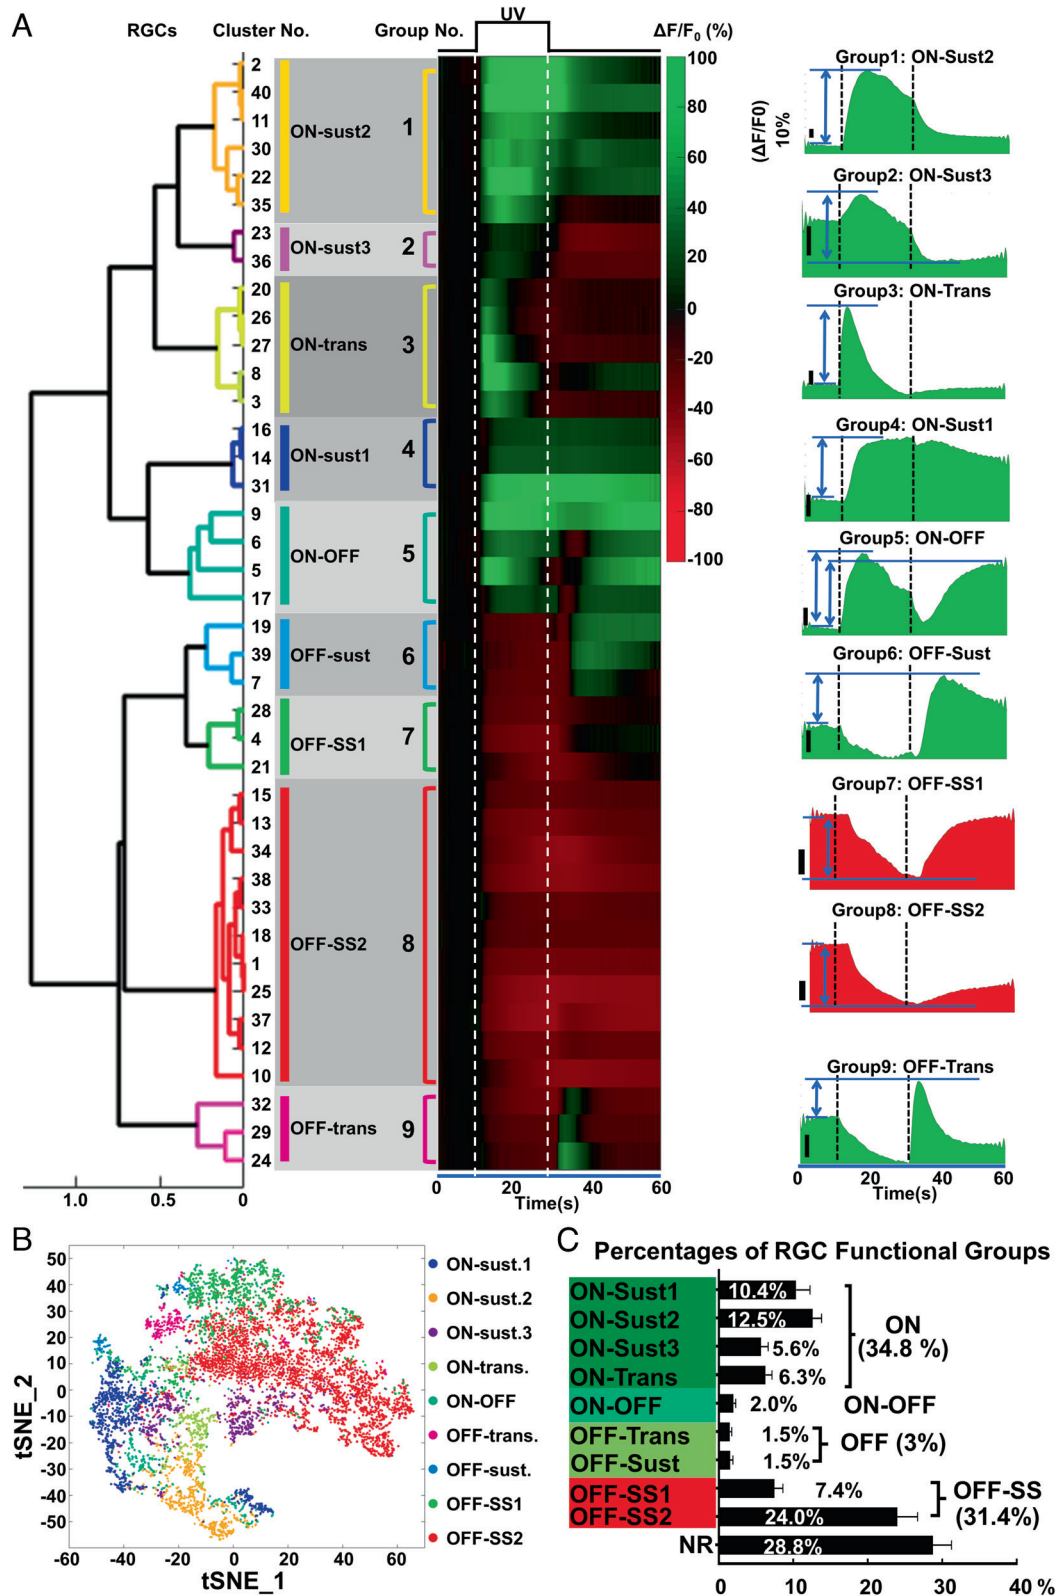 A
RGCs Cluster No. Group No. UV ΔF/F0 (%)
2
40
11
30
22
35
ON-sust2 1
23
36
ON-sust3 2
20
26
27
8
3
ON-trans 3
16
14
31
ON-sust1 4
9
6
5
17
ON-OFF 5
19
39
7
OFF-sust 6
28
4
21
OFF-SS1 7
15
13
34
38
33
18
1
25
37
12
10
OFF-SS2 8
32
29
24
OFF-trans 9
1.0 0.5 0
0 20 40 60
Time(s)
100
80
60
40
20
0
-20
-40
-60
-80
-100
(ΔF/F0)
10%
Group1: ON-Sust2
Group2: ON-Sust3
Group3: ON-Trans
Group4: ON-Sust1
Group5: ON-OFF
Group6: OFF-Sust
Group7: OFF-SS1
Group8: OFF-SS2
Group9: OFF-Trans
0 20 40 60
Time(s)
B
50
40
30
20
10
0
-10
-20
-30
-40
-50
tSNE_2
-60 -40 -20 0 20 40 60
tSNE_1
ON-sust.1
ON-sust.2
ON-sust.3
ON-trans.
ON-OFF
OFF-trans.
OFF-sust.
OFF-SS1
OFF-SS2
C
Percentages of RGC Functional Groups
ON-Sust1 10.4%
ON-Sust2 12.5%
ON-Sust3 5.6%
ON-Trans 6.3%
ON
(34.8 %)
ON-OFF 2.0% ON-OFF
OFF-Trans 1.5%
OFF-Sust 1.5%
OFF (3%)
OFF-SS1 7.4%
OFF-SS2 24.0%
OFF-SS
(31.4%)
NR 28.8%
0 10 20 30 40 %